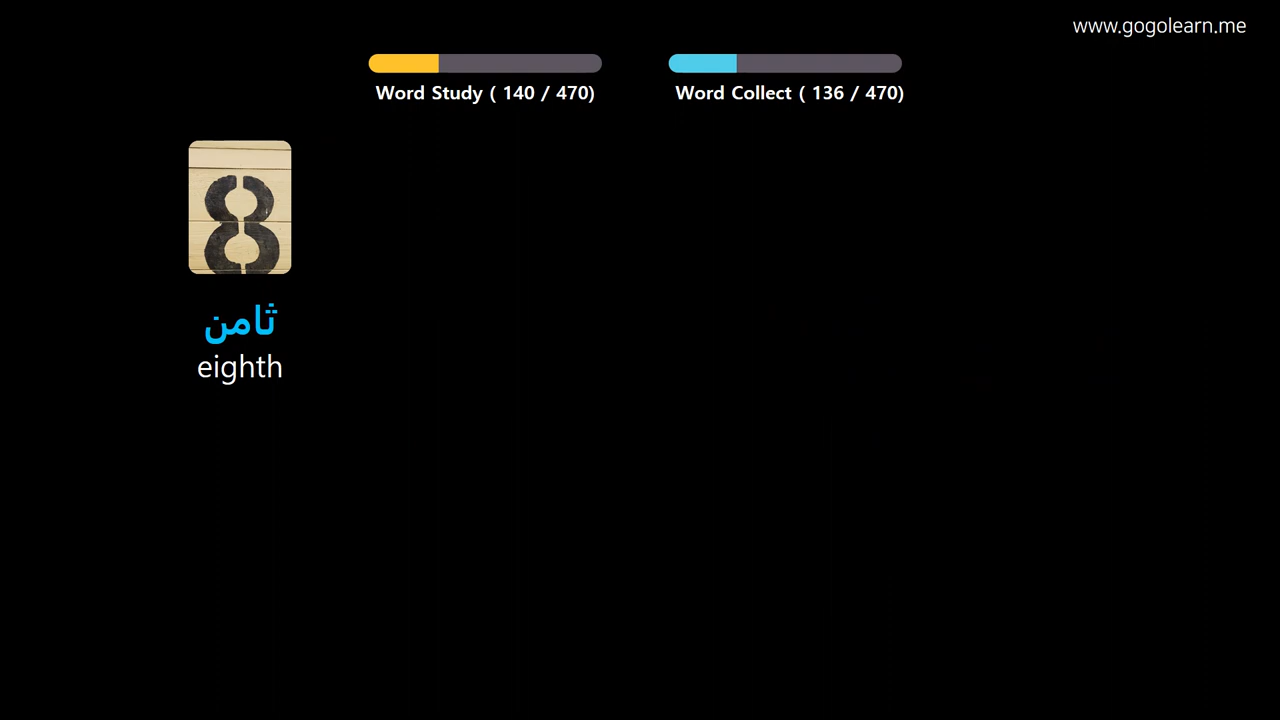 www.gogolearn.me
Word Study ( 140 / 470)
Word Collect ( 136 / 470)
8
ثامن
eighth